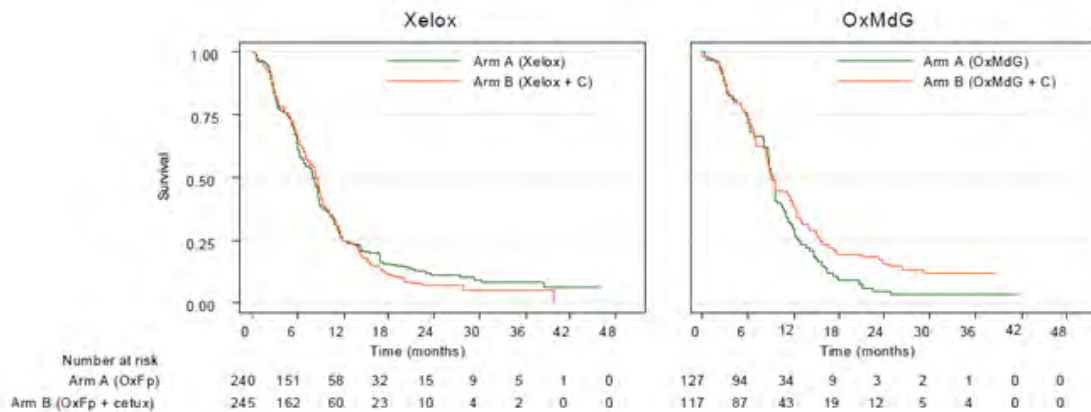 Xelox OxMdG
1.00 Arm A (Xelox) Arm A (OxMdG)
Arm B (Xelox + C) Arm B (OxMdG + C)
0.75
Survival
0.50
0.25
0.00
0 6 12 18 24 30 36 42 48 0 6 12 18 24 30 36 42 48
Time (months) Time (months)
Number at risk
Arm A (OxFp) 240 151 58 32 15 9 5 1 0 127 94 34 9 3 2 1 0 0
Arm B (OxFp + cetux) 245 162 60 23 10 4 2 0 0 117 87 43 19 12 5 4 0 0